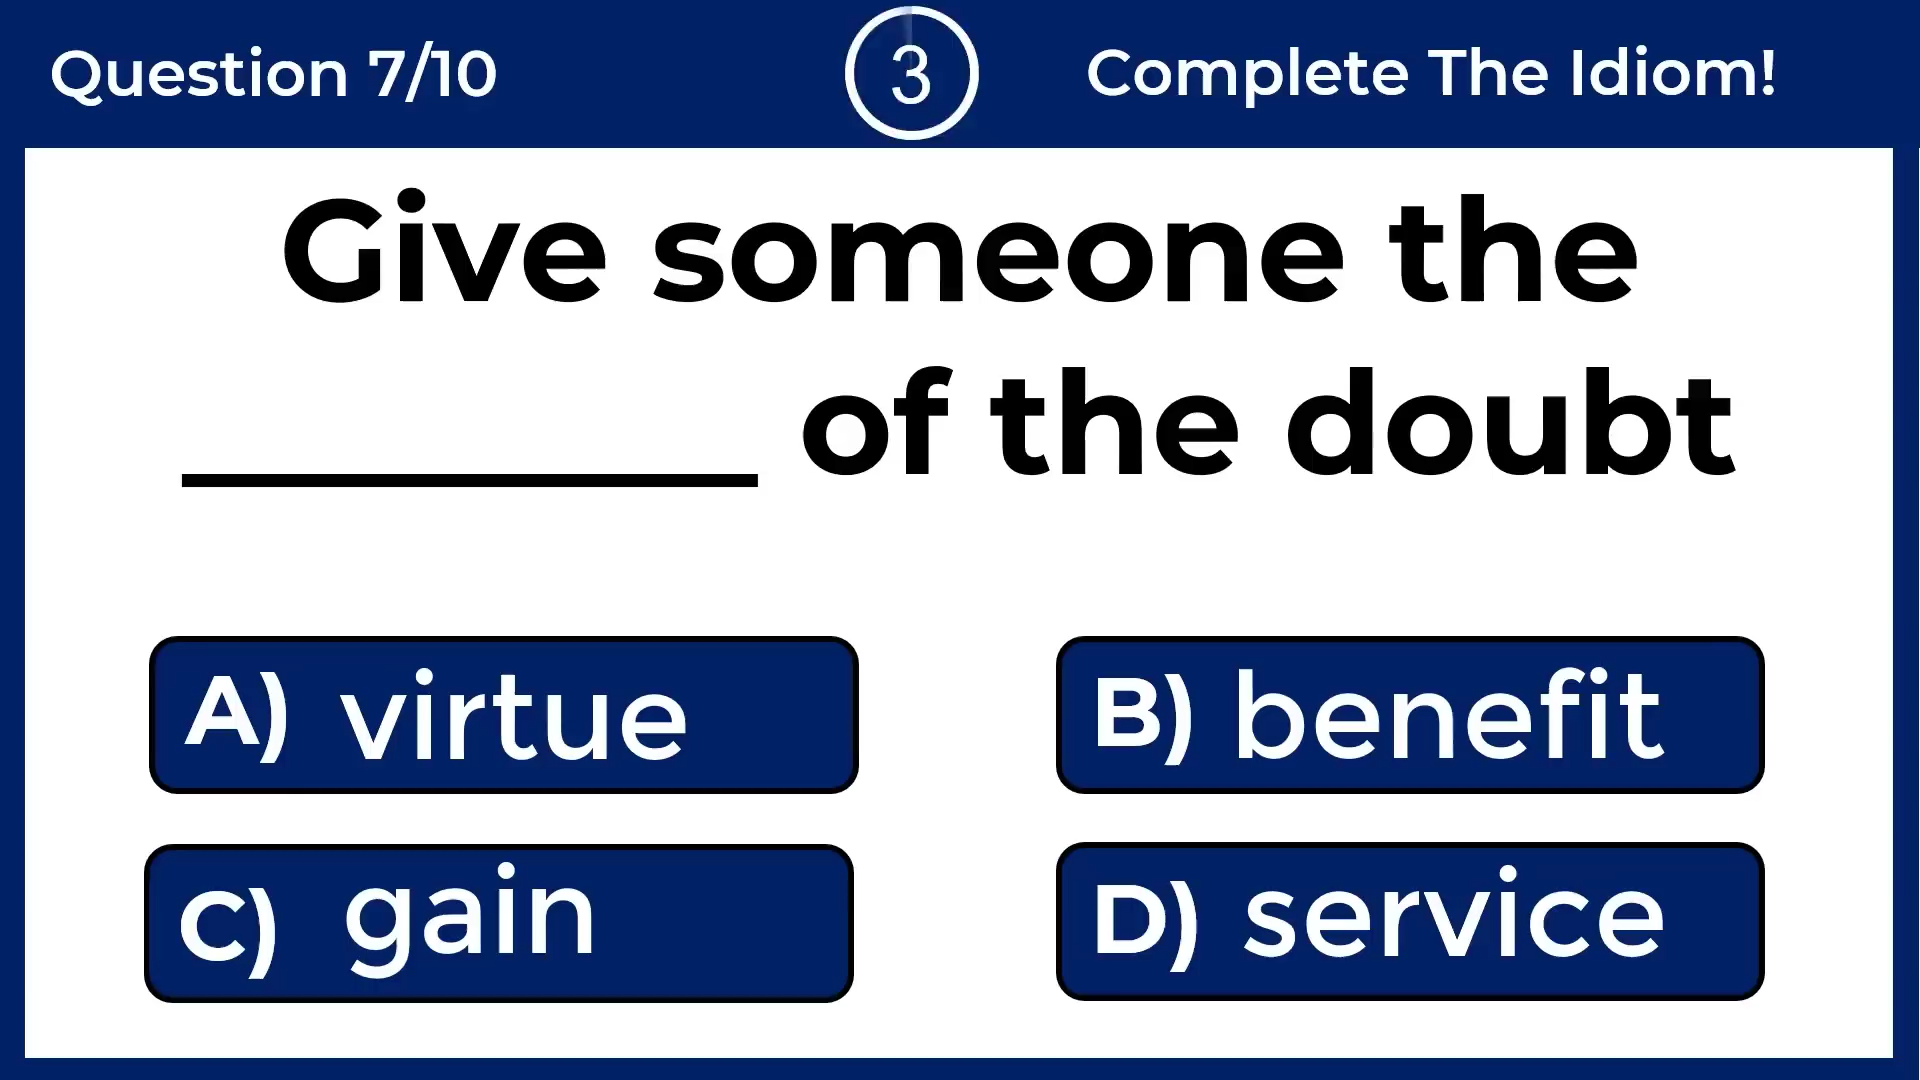 Question 7/10
3
Complete The Idiom!
Give someone the
________ of the doubt
A) virtue
B) benefit
C) gain
D) service